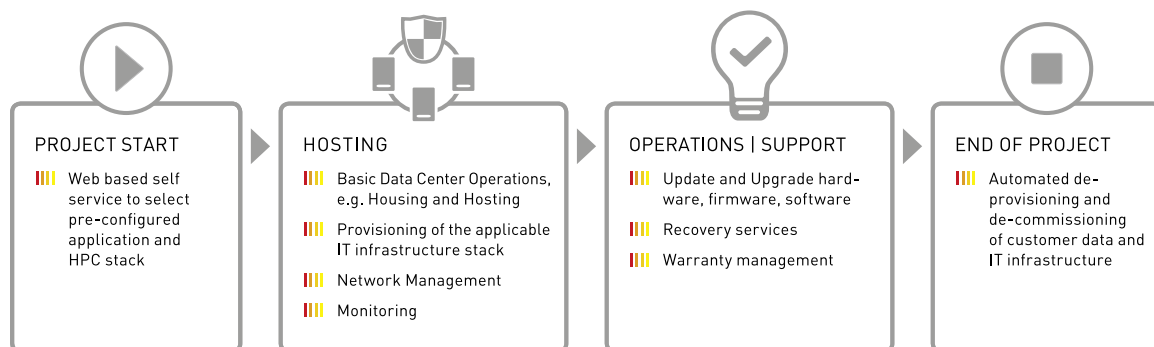 PROJECT START
Web based self
service to select
pre-configured
application and
HPC stack
HOSTING
Basic Data Center Operations,
e.g. Housing and Hosting
Provisioning of the applicable
IT infrastructure stack
Network Management
Monitoring
OPERATIONS | SUPPORT
Update and Upgrade hard-
ware, firmware, software
Recovery services
Warranty management
END OF PROJECT
Automated de-
provisioning and
de-commissioning
of customer data and
IT infrastructure